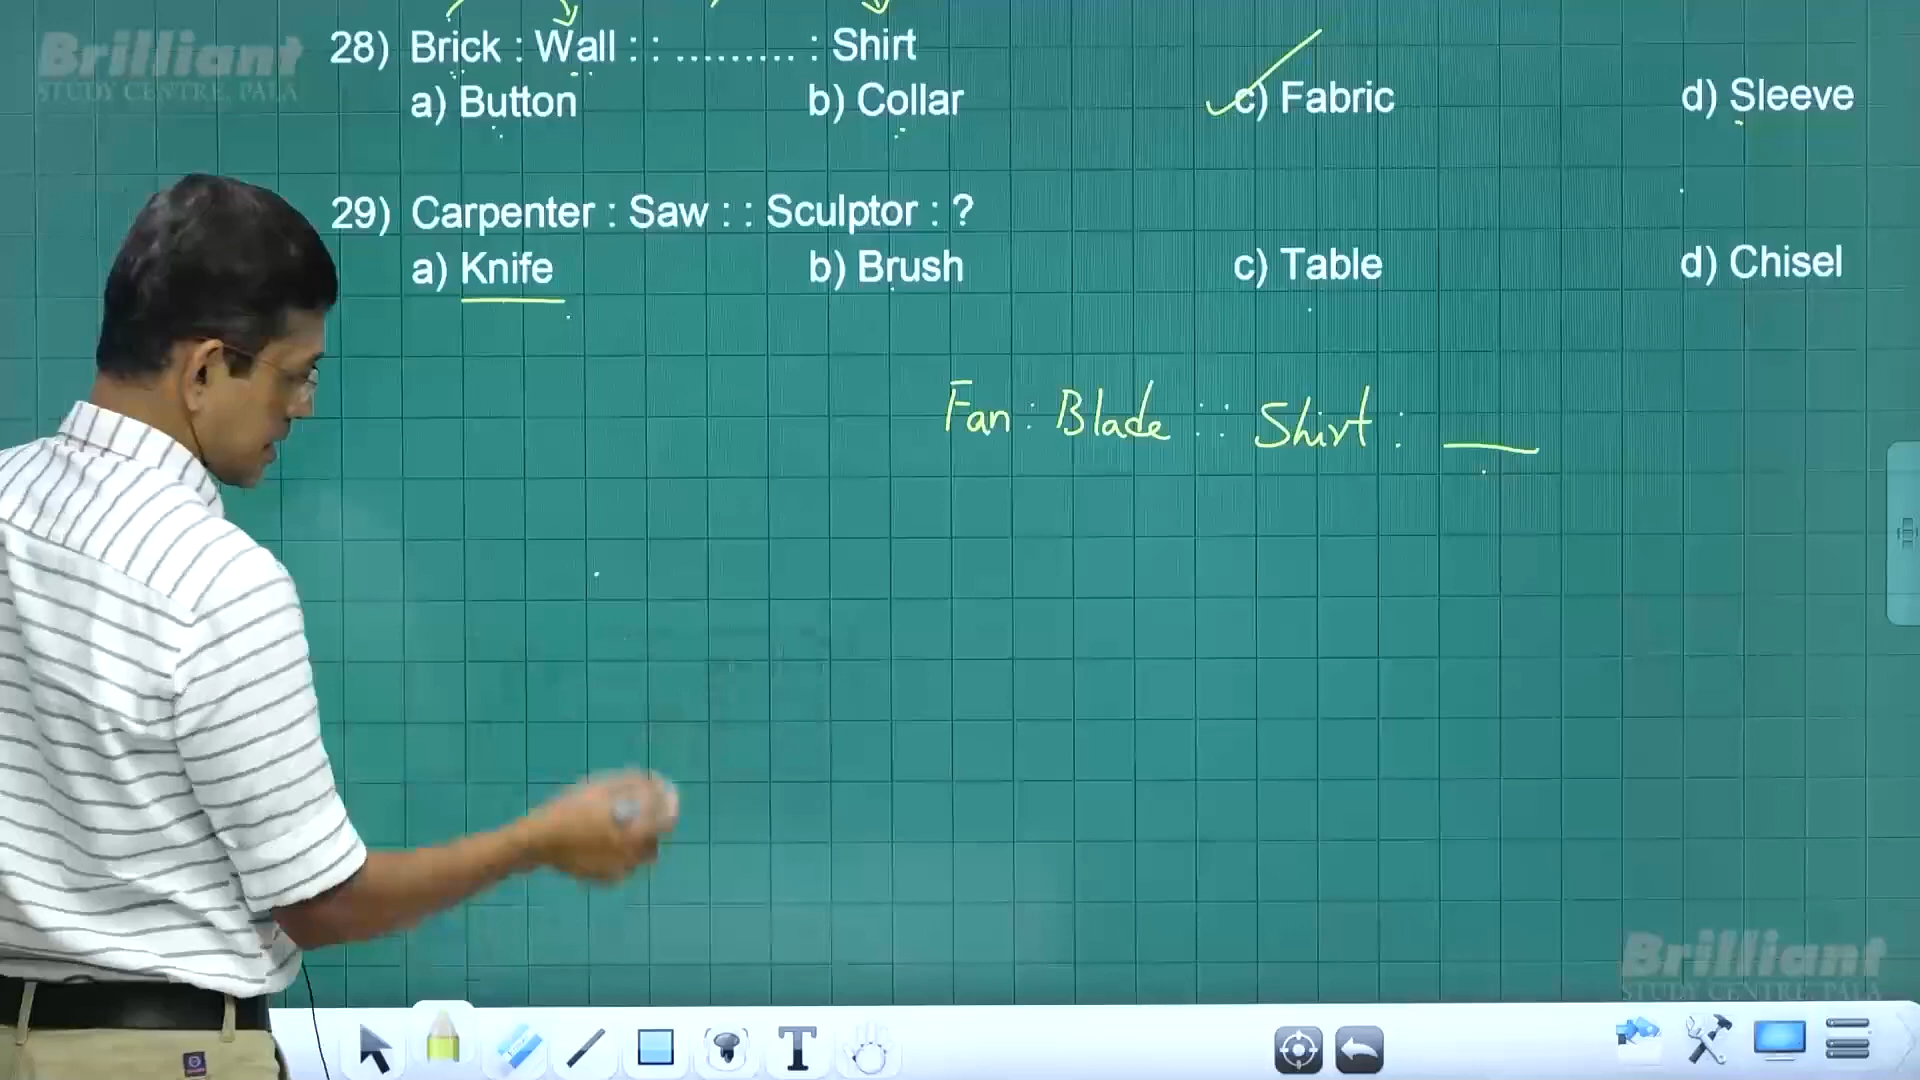 Brilliant
STUDY CENTRE, PALA
28) Brick : Wall : : .......... : Shirt
a) Button b) Collar c) Fabric d) Sleeve
29) Carpenter : Saw : : Sculptor : ?
a) Knife b) Brush c) Table d) Chisel
Fan : Blade :: Shirt : ___
Brilliant
STUDY CENTRE, PALA
T